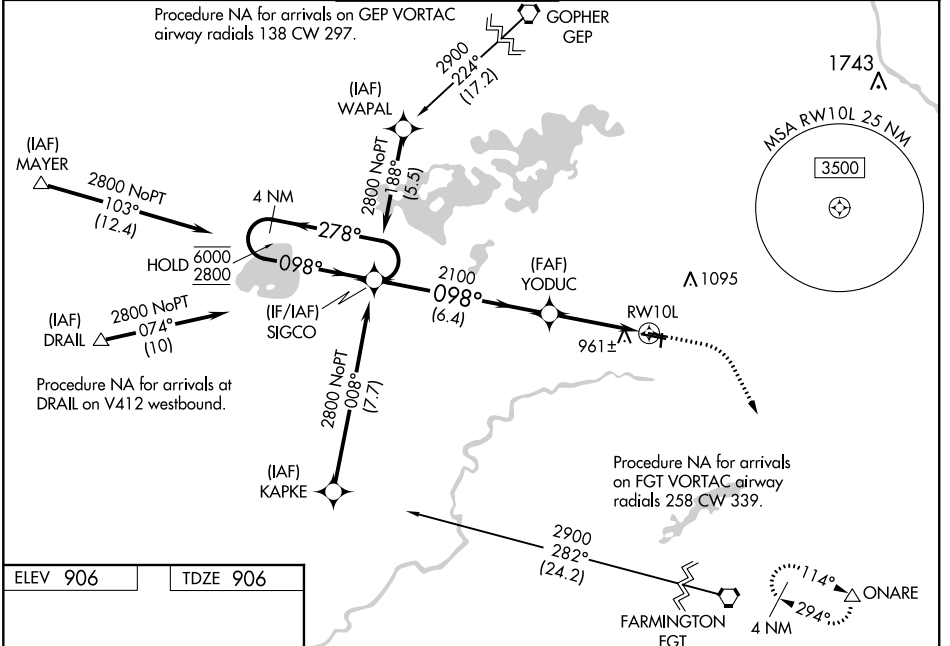 Procedure NA for arrivals on GEP VORTAC
airway radials 138 CW 297.
GOPHER
GEP
2900
224°
(17.2)
1743
(IAF)
WAPAL
MSA RW10L 25 NM
3500
(IAF)
MAYER
2800 NoPT
103°
(12.4)
2800 NoPT
188°
(5.5)
4 NM
278°
HOLD
6000
2800
098°
2100
098°
(6.4)
(FAF)
YODUC
1095
(IF/IAF)
SIGCO
RW10L
961±
(IAF)
DRAIL
2800 NoPT
074°
(10)
Procedure NA for arrivals at
DRAIL on V412 westbound.
2800 NoPT
008°
(7.7)
(IAF)
KAPKE
Procedure NA for arrivals
on FGT VORTAC airway
radials 258 CW 339.
2900
282°
(24.2)
ELEV 906
TDZE 906
FARMINGTON
FGT
114°
294°
4 NM
ONARE